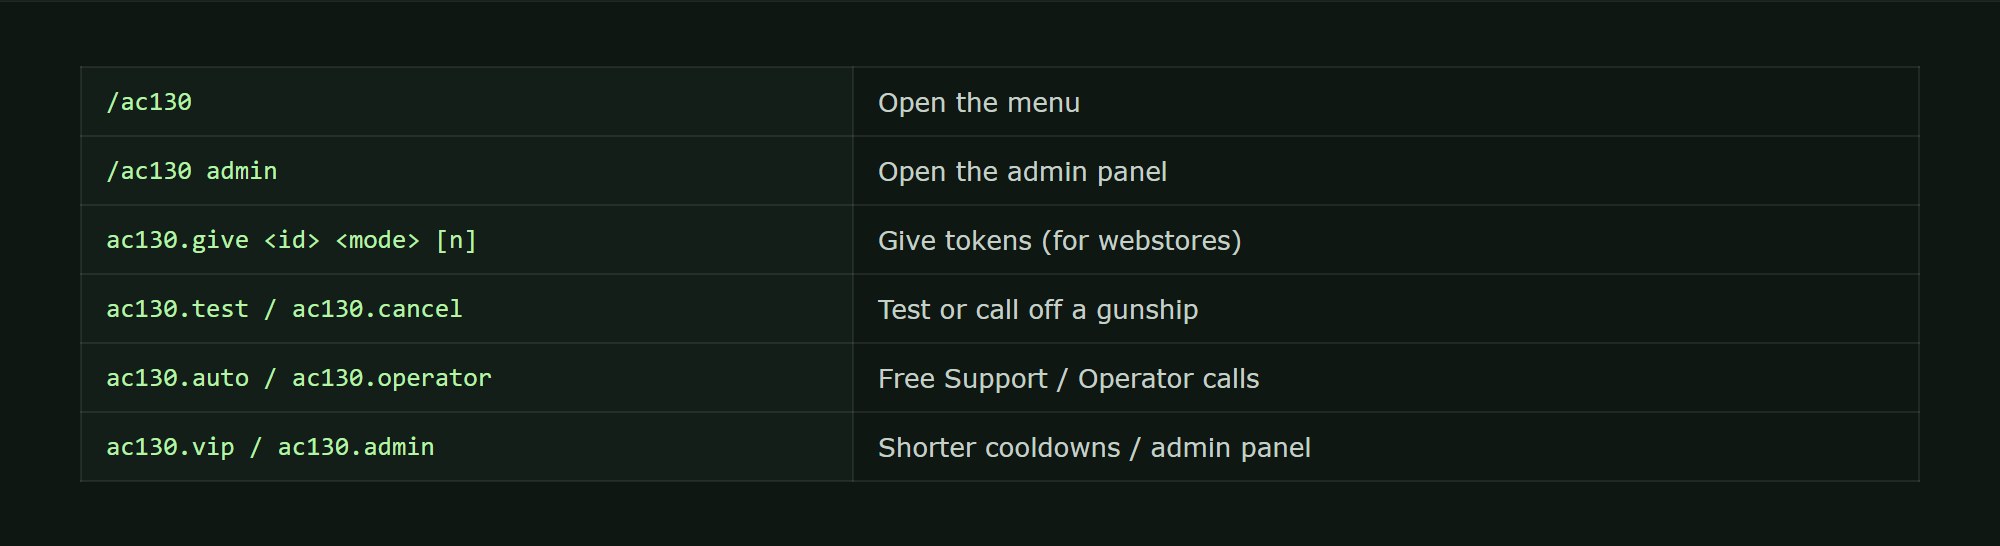 /ac130 Open the menu
/ac130 admin Open the admin panel
ac130.give <id> <mode> [n] Give tokens (for webstores)
ac130.test / ac130.cancel Test or call off a gunship
ac130.auto / ac130.operator Free Support / Operator calls
ac130.vip / ac130.admin Shorter cooldowns / admin panel